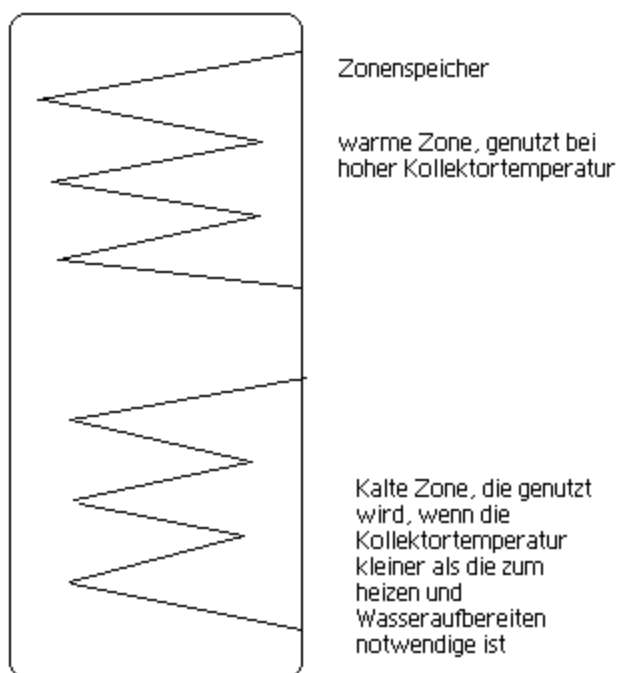 Zonenspeicher
warme Zone, genutzt bei
hoher Kollektortemperatur
Kalte Zone, die genutzt
wird, wenn die
Kollektortemperatur
kleiner als die zum
heizen und
Wasseraufbereiten
notwendige ist